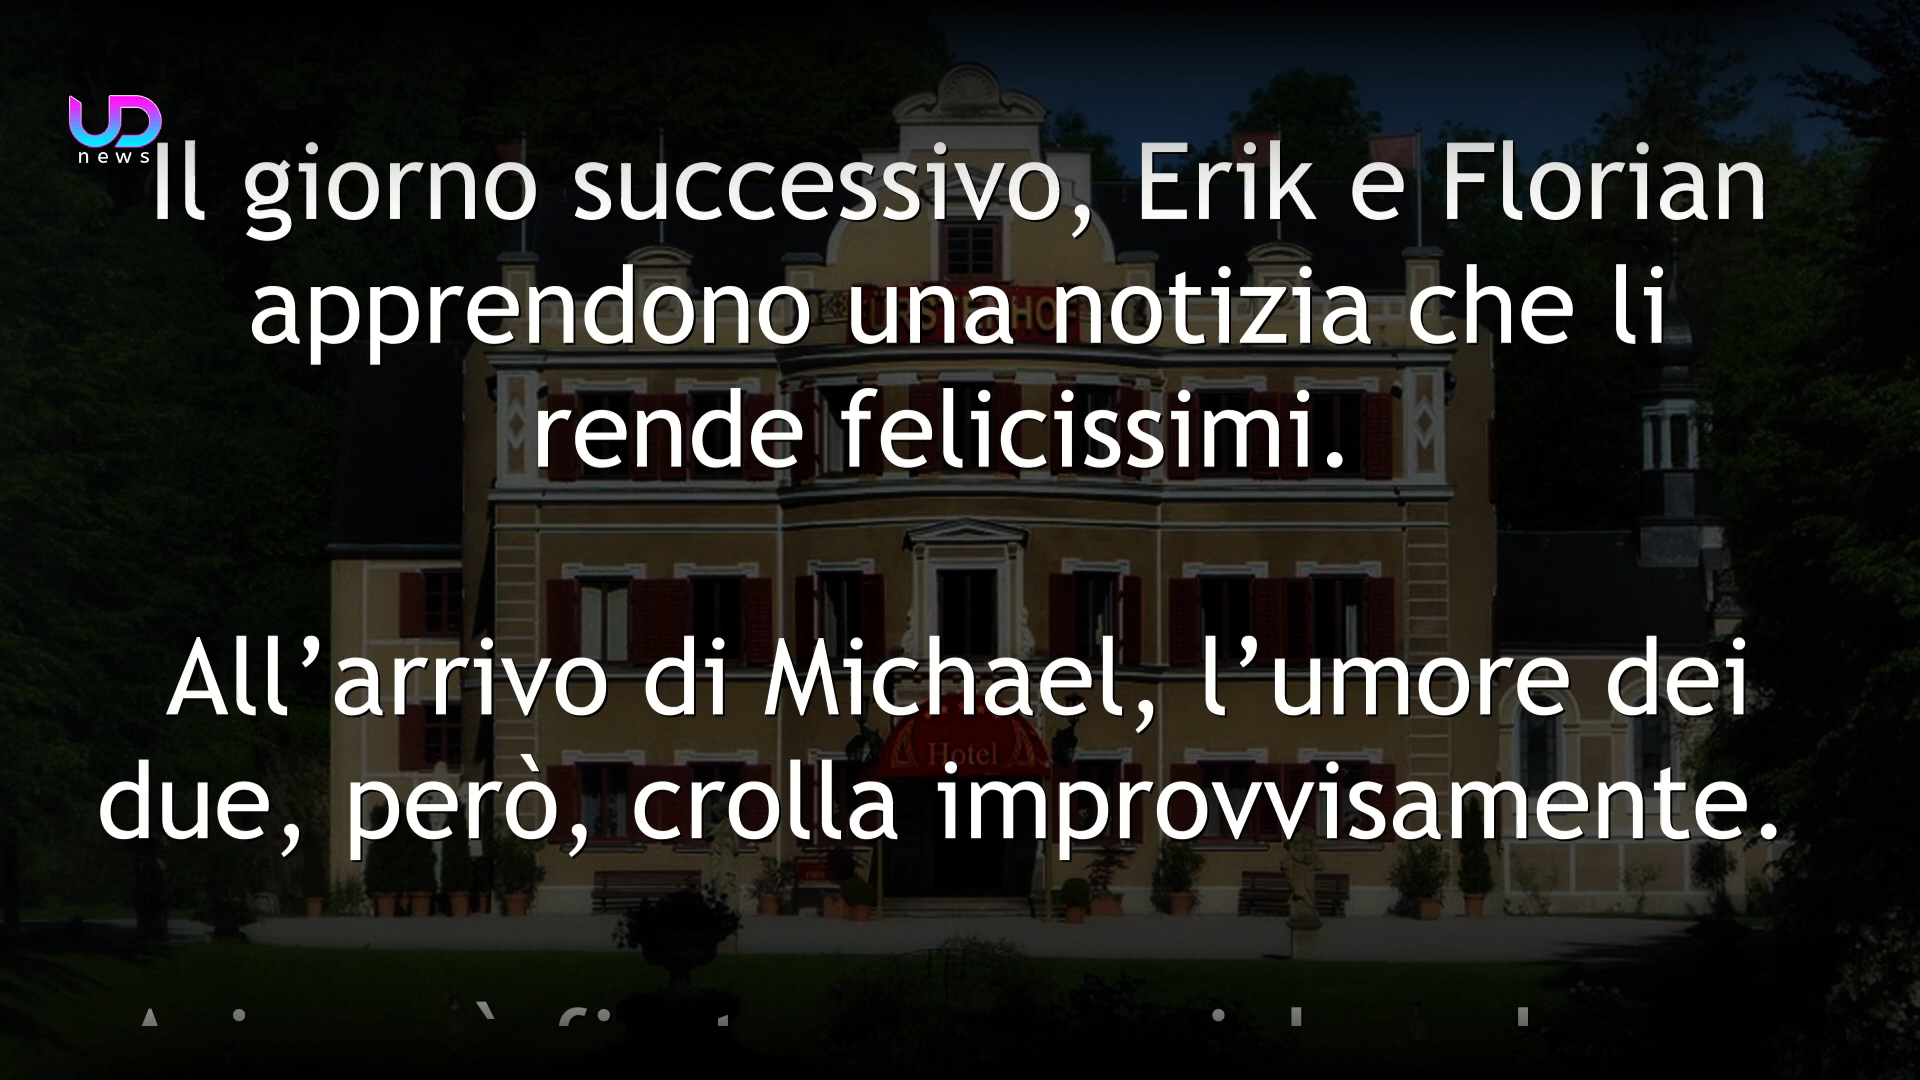 UD
news
Il giorno successivo, Erik e Florian
apprendono una notizia che li
rende felicissimi.
All’arrivo di Michael, l’umore dei
due, però, crolla improvvisamente.
Hotel